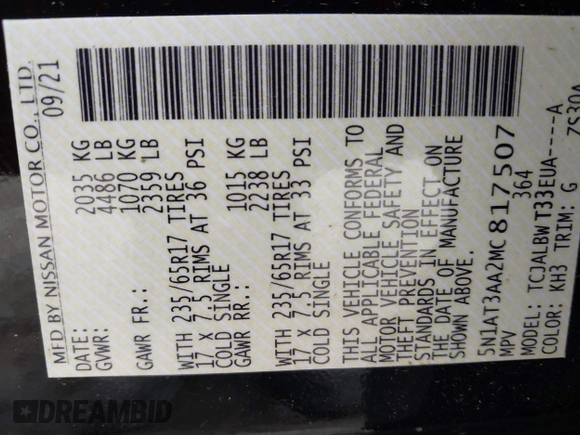 MFD BY NISSAN MOTOR CO., LTD.
DATE: 09/21
GVWR: 2035 KG
4486 LB
GAWR FR.: 1070 KG
2359 LB
WITH 235/65R17 TIRES
17 X 7.5 RIMS AT 36 PSI
COLD SINGLE
GAWR RR.: 1015 KG
2238 LB
WITH 235/65R17 TIRES
17 X 7.5 RIMS AT 33 PSI
COLD SINGLE
THIS VEHICLE CONFORMS TO
ALL APPLICABLE FEDERAL
MOTOR VEHICLE SAFETY AND
THEFT PREVENTION
STANDARDS IN EFFECT ON
THE DATE OF MANUFACTURE
SHOWN ABOVE.
5N1AT3AA2MC817507
MPV 364
MODEL: TCJALBW T33EUA----A
COLOR: KH3 TRIM: G
DREAMBID